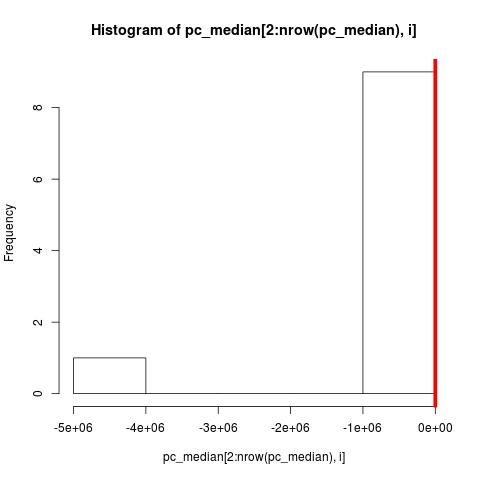 Histogram of pc_median[2:nrow(pc_median), i]
Frequency
8
6
4
2
0
-5e+06 -4e+06 -3e+06 -2e+06 -1e+06 0e+00
pc_median[2:nrow(pc_median), i]